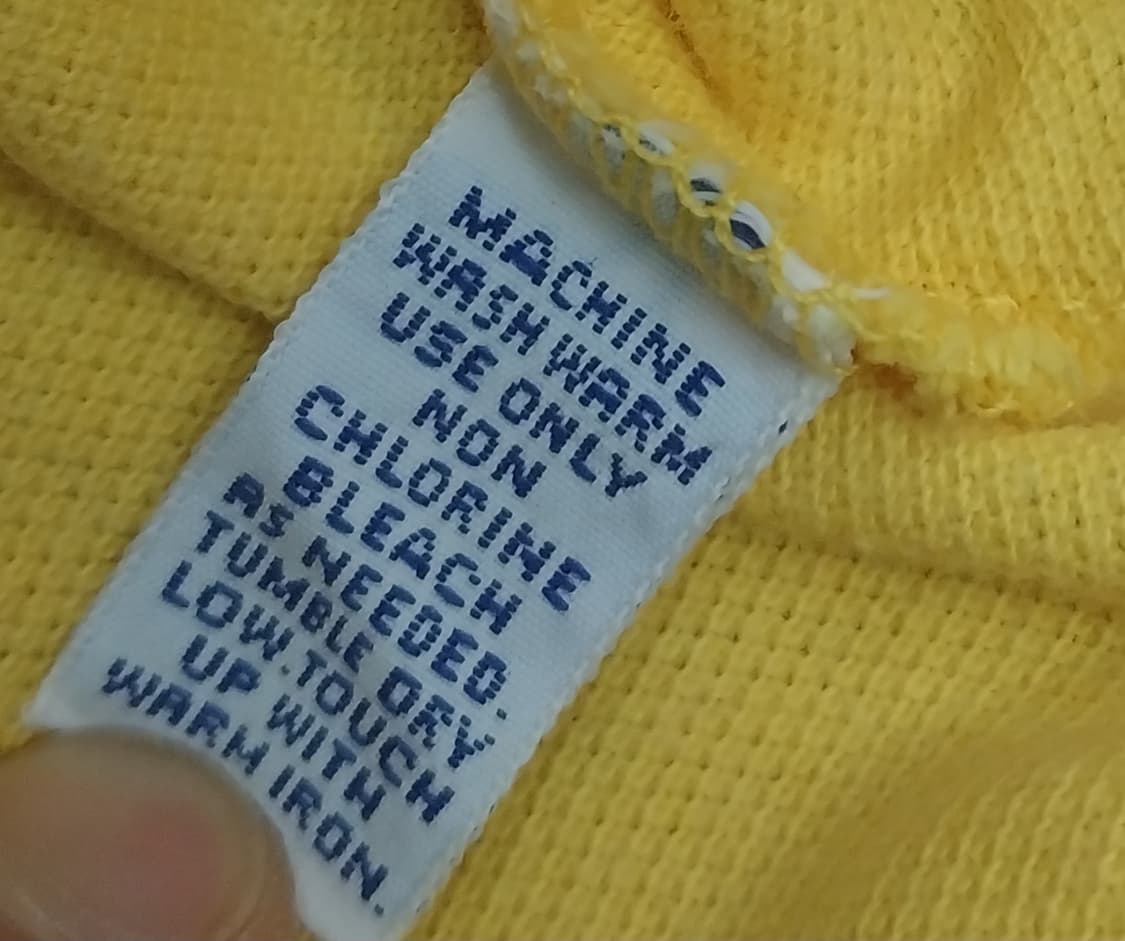 MACHINE
WASH WARM
USE ONLY
NON
CHLORINE
BLEACH
AS NEEDED.
TUMBLE DRY
LOW.TOUCH
UP WITH
WARM IRON.